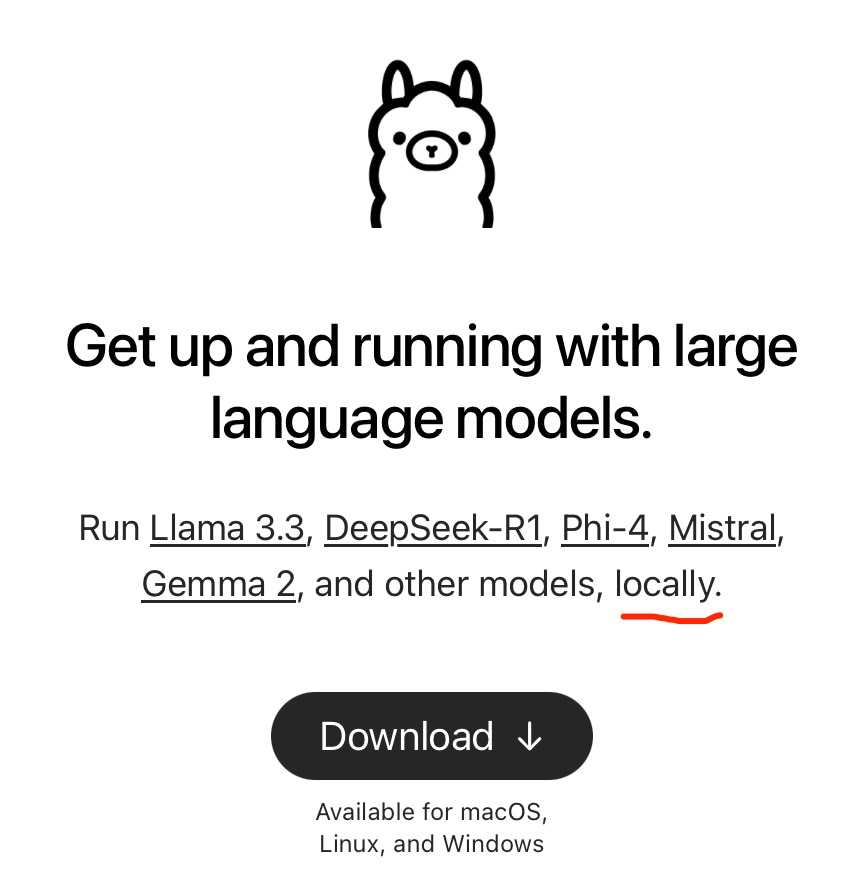 Get up and running with large
language models.
Run Llama 3.3, DeepSeek-R1, Phi-4, Mistral,
Gemma 2, and other models, locally.
Download ↓
Available for macOS,
Linux, and Windows